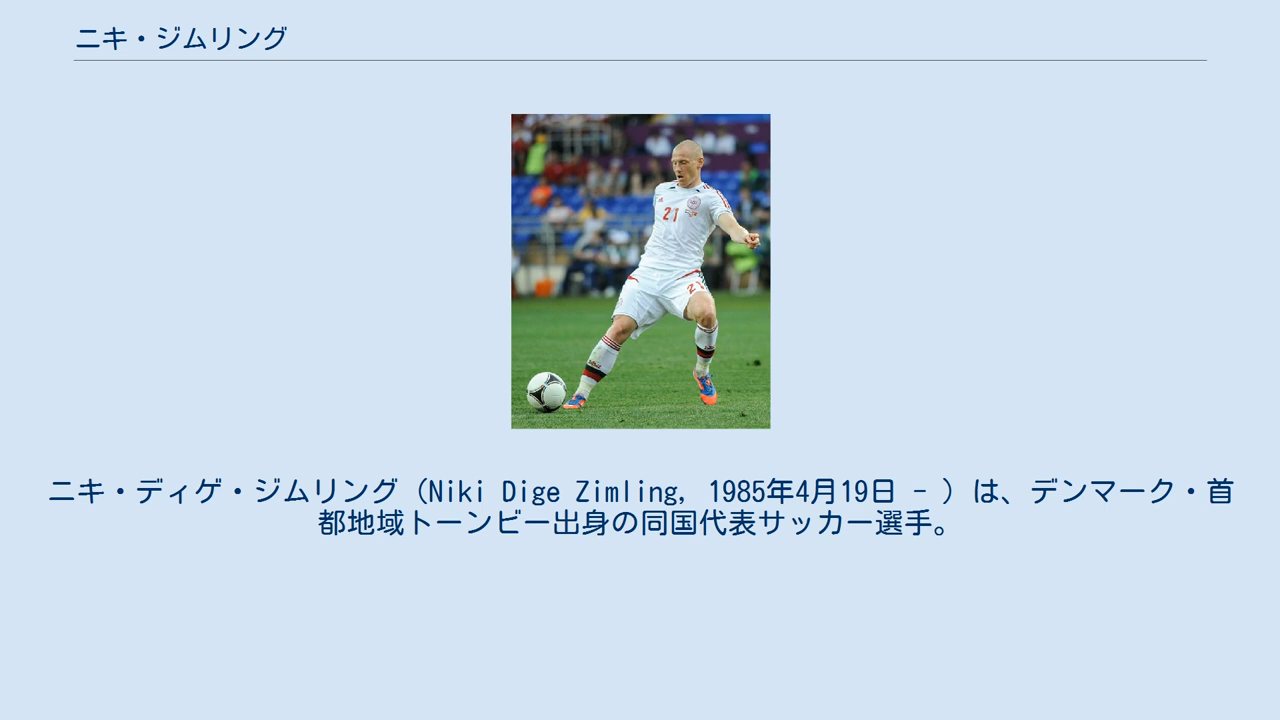 ニキ・ジムリング
21
21
ニキ・ディゲ・ジムリング（Niki Dige Zimling, 1985年4月19日 - ）は、デンマーク・首
都地域トーンビー出身の同国代表サッカー選手。